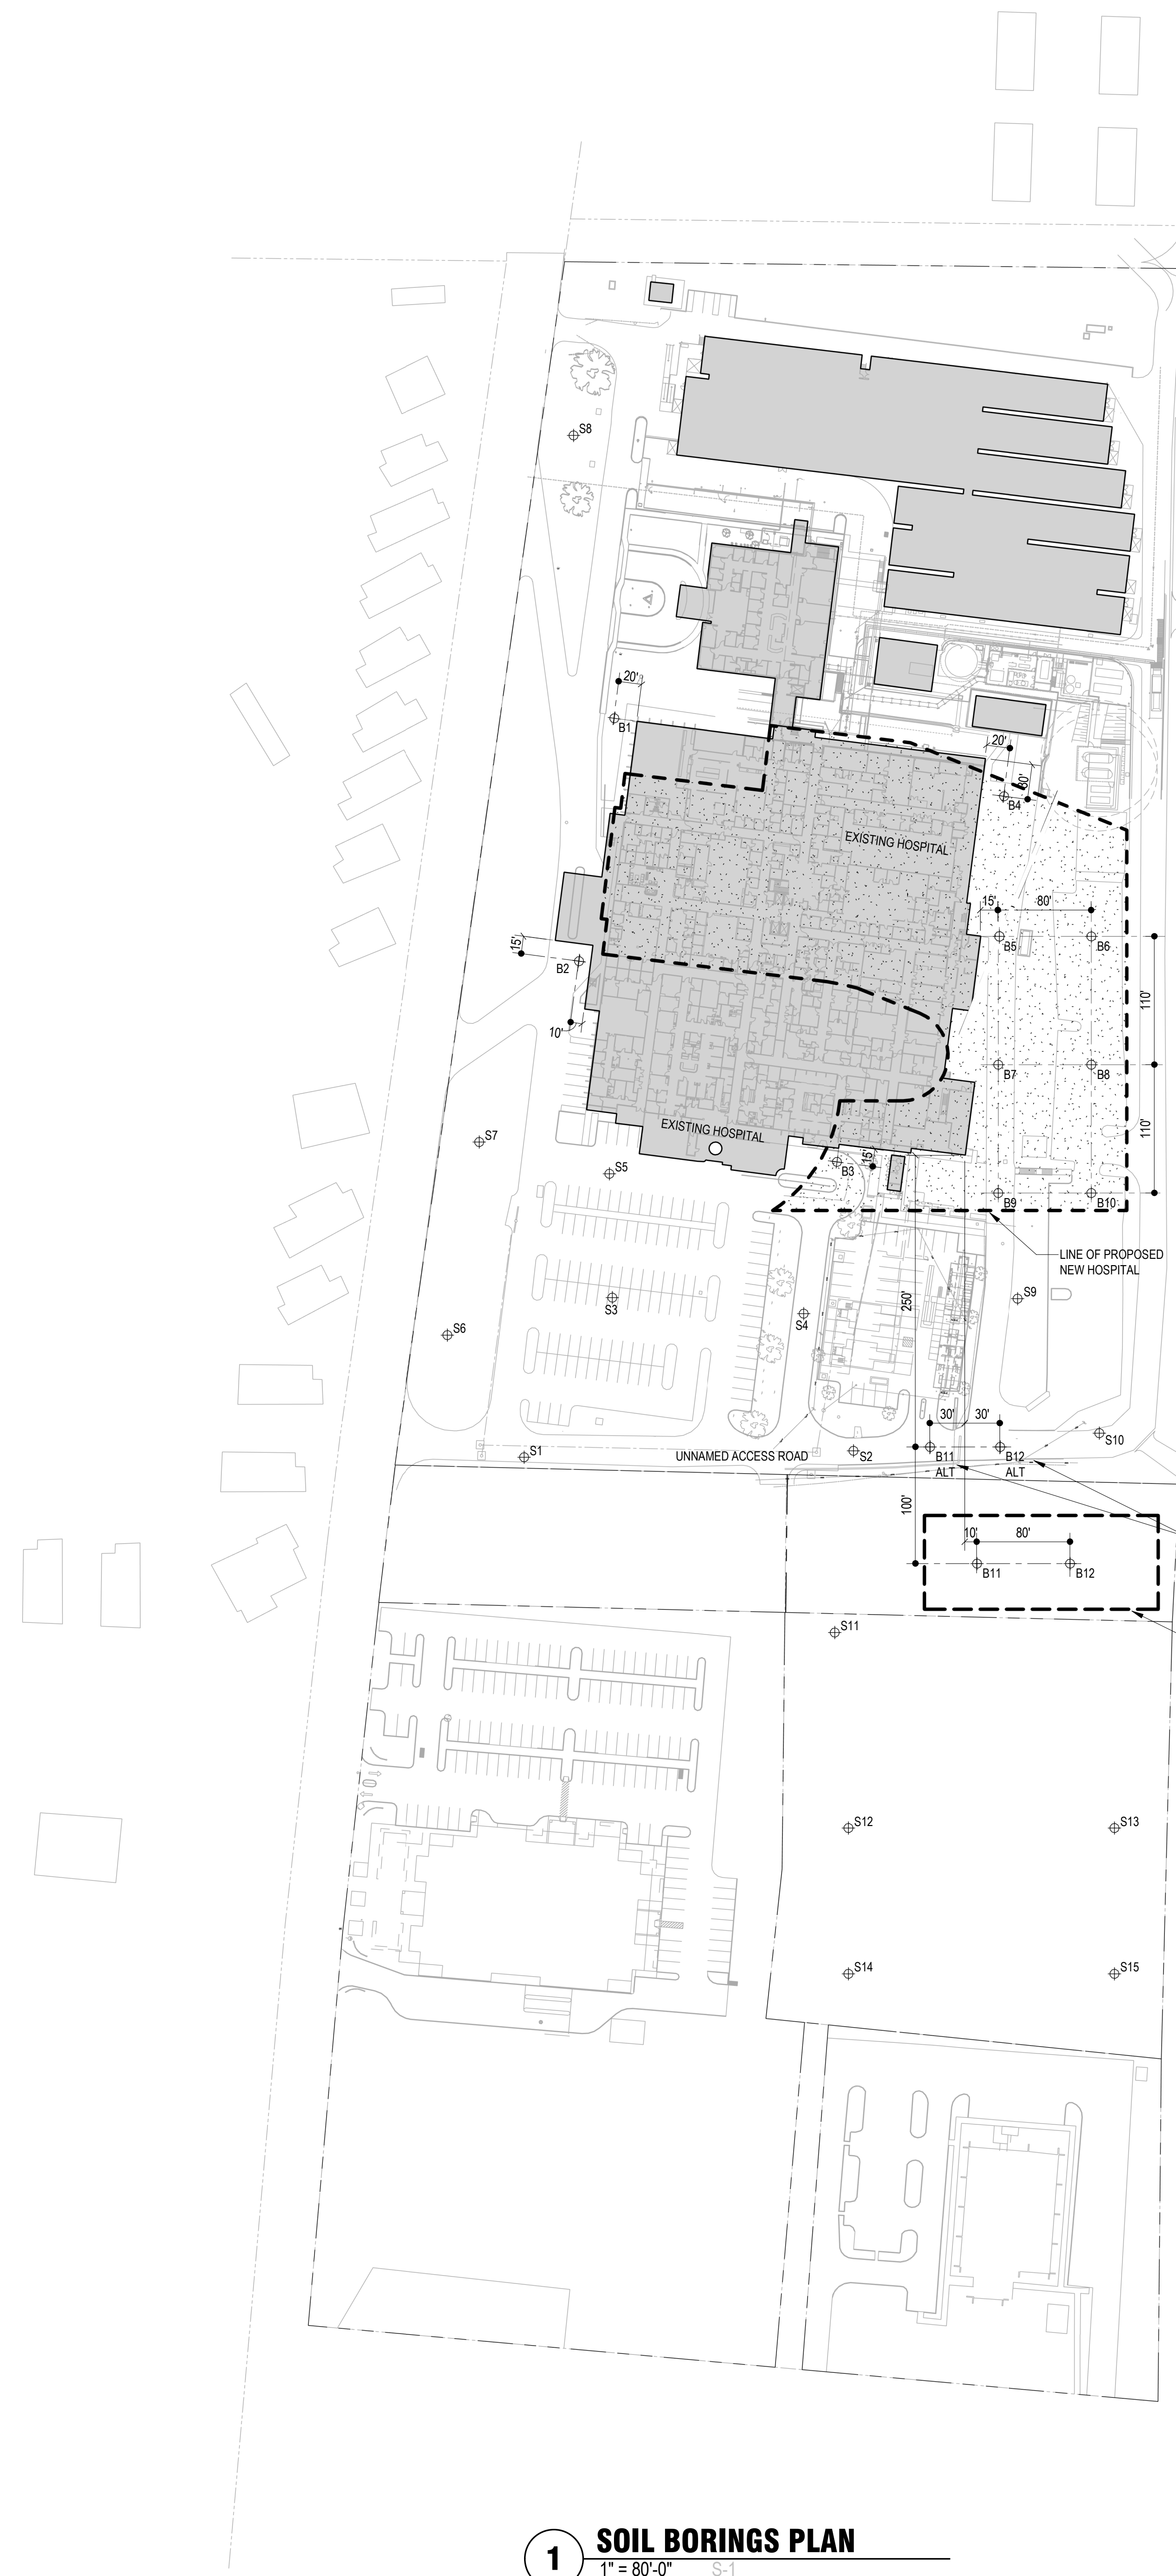 S8
20'
B1
20'
60'
B4
EXISTING HOSPITAL
15'
80'
B5
B6
15'
B2
110'
10'
B7
B8
EXISTING HOSPITAL
110'
S7
S5
B3
15'
B9
B10
LINE OF PROPOSED
NEW HOSPITAL
S3
S4
250'
S9
S6
30'
30'
S1
UNNAMED ACCESS ROAD
S2
B11
ALT
B12
ALT
S10
100'
10'
80'
B11
B12
S11
S12
S13
S14
S15
1
SOIL BORINGS PLAN
1" = 80'-0"
S-1